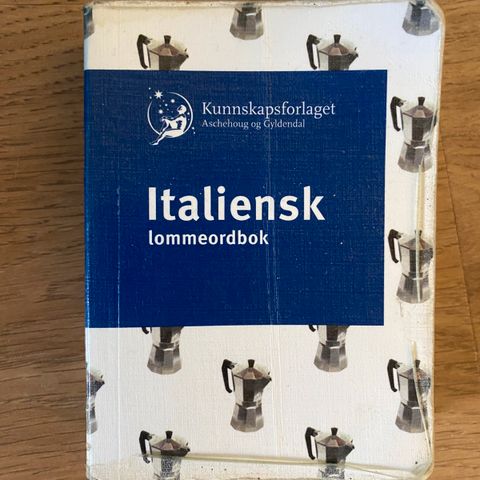 Kunnskapsforlaget
Aschehoug og Gyldendal
Italiensk
lommeordbok